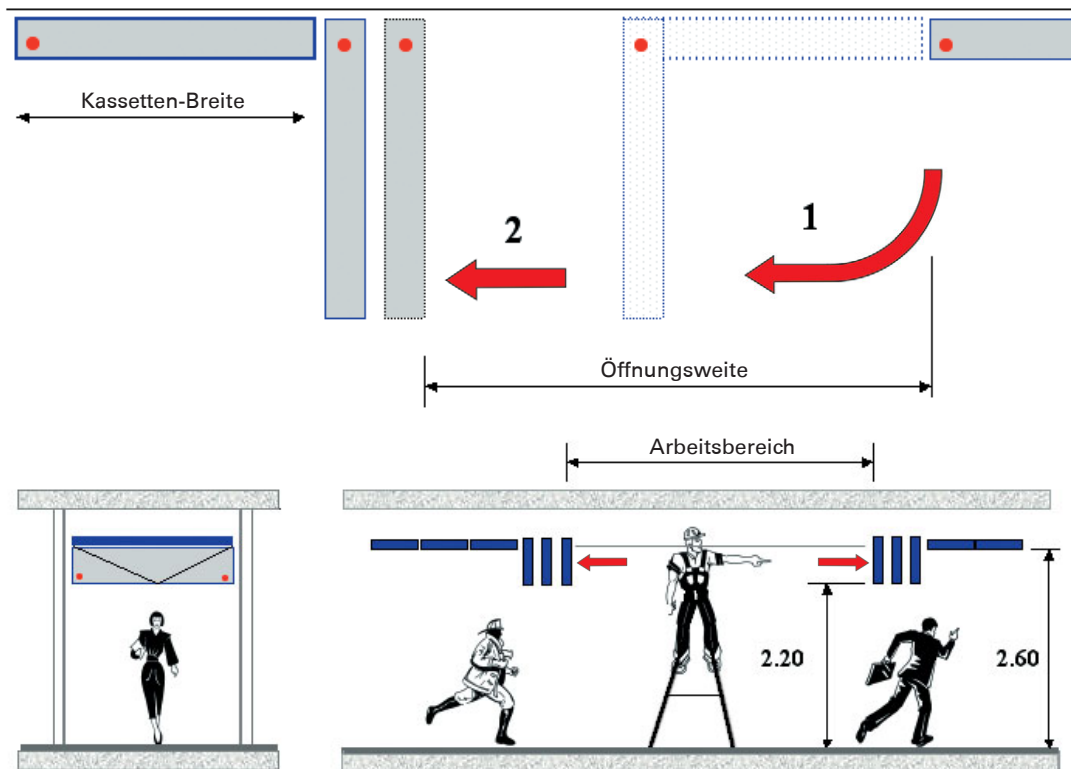 Kassetten-Breite
2
1
Öffnungsweite
Arbeitsbereich
2.20
2.60